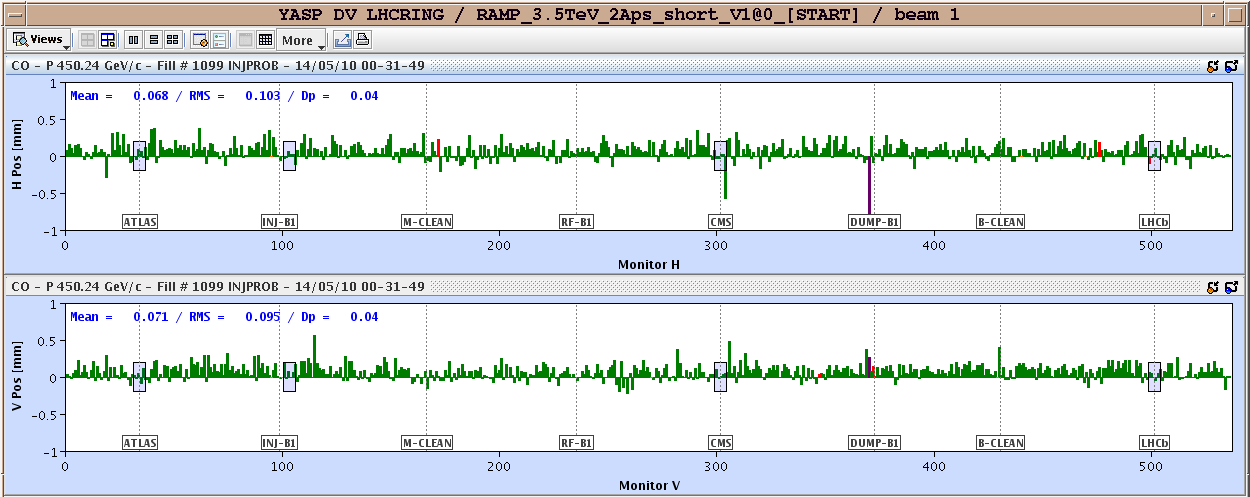 YASP DV LHCRING / RAMP_3.5TeV_2Aps_short_V1@0_[START] / beam 1
Views More
CO - P 450.24 GeV/c - Fill # 1099 INJPROB - 14/05/10 00-31-49
Mean = 0.068 / RMS = 0.103 / Dp = 0.04
H Pos [mm]
1
0.5
0
-0.5
-1
ATLAS INJ-B1 M-CLEAN RF-B1 CMS DUMP-B1 B-CLEAN LHCb
0 100 200 300 400 500
Monitor H
CO - P 450.24 GeV/c - Fill # 1099 INJPROB - 14/05/10 00-31-49
Mean = 0.071 / RMS = 0.095 / Dp = 0.04
V Pos [mm]
1
0.5
0
-0.5
-1
ATLAS INJ-B1 M-CLEAN RF-B1 CMS DUMP-B1 B-CLEAN LHCb
0 100 200 300 400 500
Monitor V